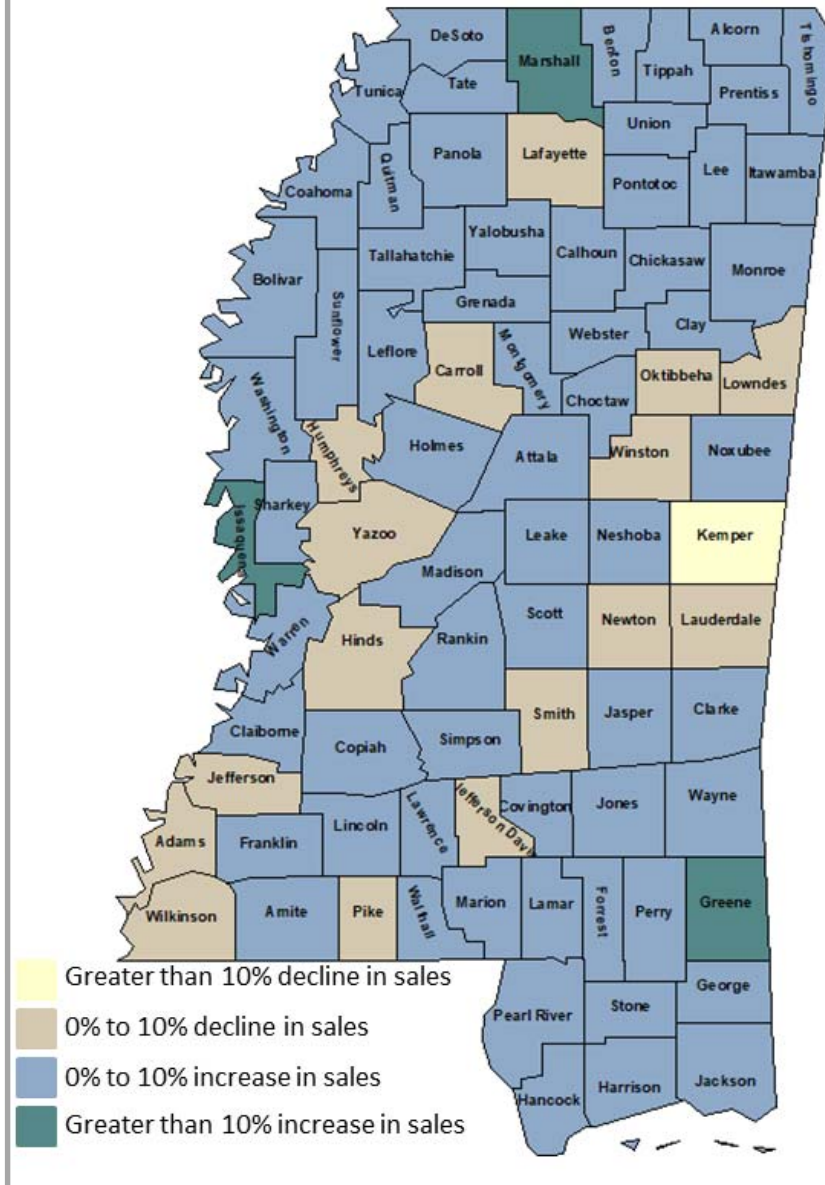 DeSoto
Marshall
Benton
Alcorn
Tishomingo
Tippah
Tate
Tunica
Prentiss
Union
Panola
Lafayette
Quitman
Coahoma
Pontotoc
Lee
Itawamba
Yalobusha
Tallahatchie
Calhoun
Chickasaw
Monroe
Bolivar
Sunflower
Grenada
Leflore
Montgomery
Webster
Clay
Carroll
Oktibbeha
Lowndes
Washington
Choctaw
Humphreys
Holmes
Attala
Winston
Noxubee
Sharkey
Issaquena
Yazoo
Leake
Neshoba
Kemper
Madison
Scott
Newton
Lauderdale
Warren
Hinds
Rankin
Smith
Jasper
Clarke
Claiborne
Copiah
Simpson
Jefferson
Lawrence
Jefferson Davi
Covington
Jones
Wayne
Lincoln
Adams
Franklin
Wilkinson
Amite
Pike
Walthall
Marion
Lamar
Forrest
Perry
Greene
Greater than 10% decline in sales
George
Pearl River
Stone
0% to 10% decline in sales
0% to 10% increase in sales
Hancock
Harrison
Jackson
Greater than 10% increase in sales